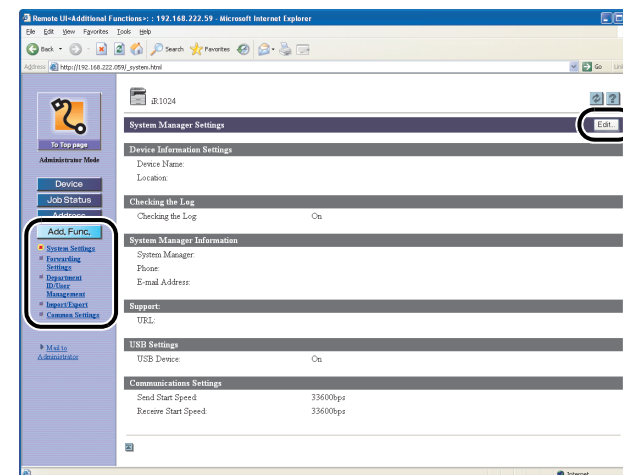 Remote UI<Additional Functions>: : 192.168.222.59 - Microsoft Internet Explorer
File Edit View Favorites Tools Help
Back Search Favorites
Address http://192.168.222.059/_system.html Go Links
iR1024
To Top page
System Manager Settings Edit...
Administrator Mode
Device Information Settings
Device Name:
Location:
Device
Job Status
Address
Add. Func.
Checking the Log
Checking the Log: On
System Settings
Forwarding
Settings
Department
ID/User
Management
Import/Export
Common Settings
System Manager Information
System Manager:
Phone:
E-mail Address:
Support:
URL:
Mail to
Administrator
USB Settings
USB Device: On
Communications Settings
Send Start Speed: 33600bps
Receive Start Speed: 33600bps
Internet